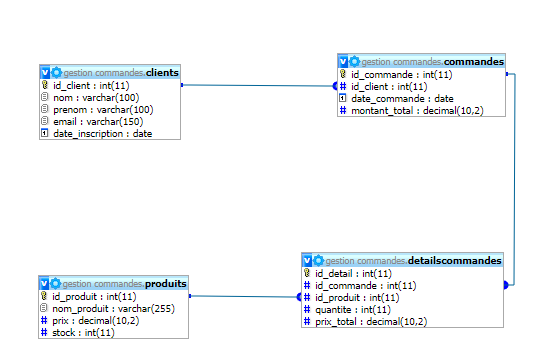 gestion commandes.clients
id_client : int(11)
nom : varchar(100)
prenom : varchar(100)
email : varchar(150)
date_inscription : date
gestion commandes.commandes
id_commande : int(11)
id_client : int(11)
date_commande : date
montant_total : decimal(10,2)
gestion commandes.produits
id_produit : int(11)
nom_produit : varchar(255)
prix : decimal(10,2)
stock : int(11)
gestion commandes.detailscommandes
id_detail : int(11)
id_commande : int(11)
id_produit : int(11)
quantite : int(11)
prix_total : decimal(10,2)